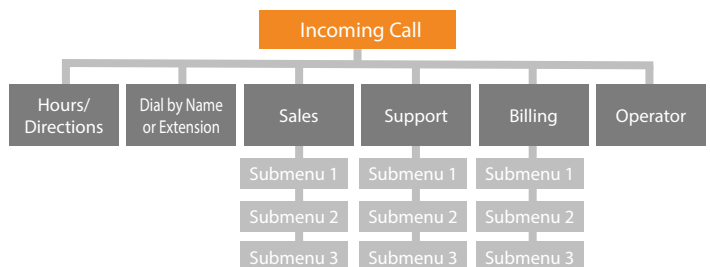 Incoming Call
Hours/
Directions
Dial by Name
or Extension
Sales
Support
Billing
Operator
Submenu 1
Submenu 1
Submenu 1
Submenu 2
Submenu 2
Submenu 2
Submenu 3
Submenu 3
Submenu 3